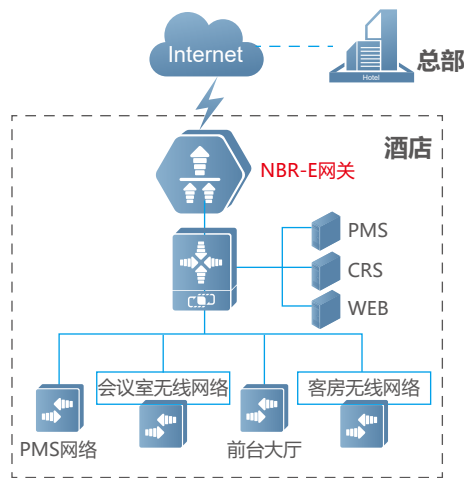 Internet
Hotel
总部
酒店
NBR-E网关
PMS
CRS
WEB
会议室无线网络
客房无线网络
PMS网络
前台大厅